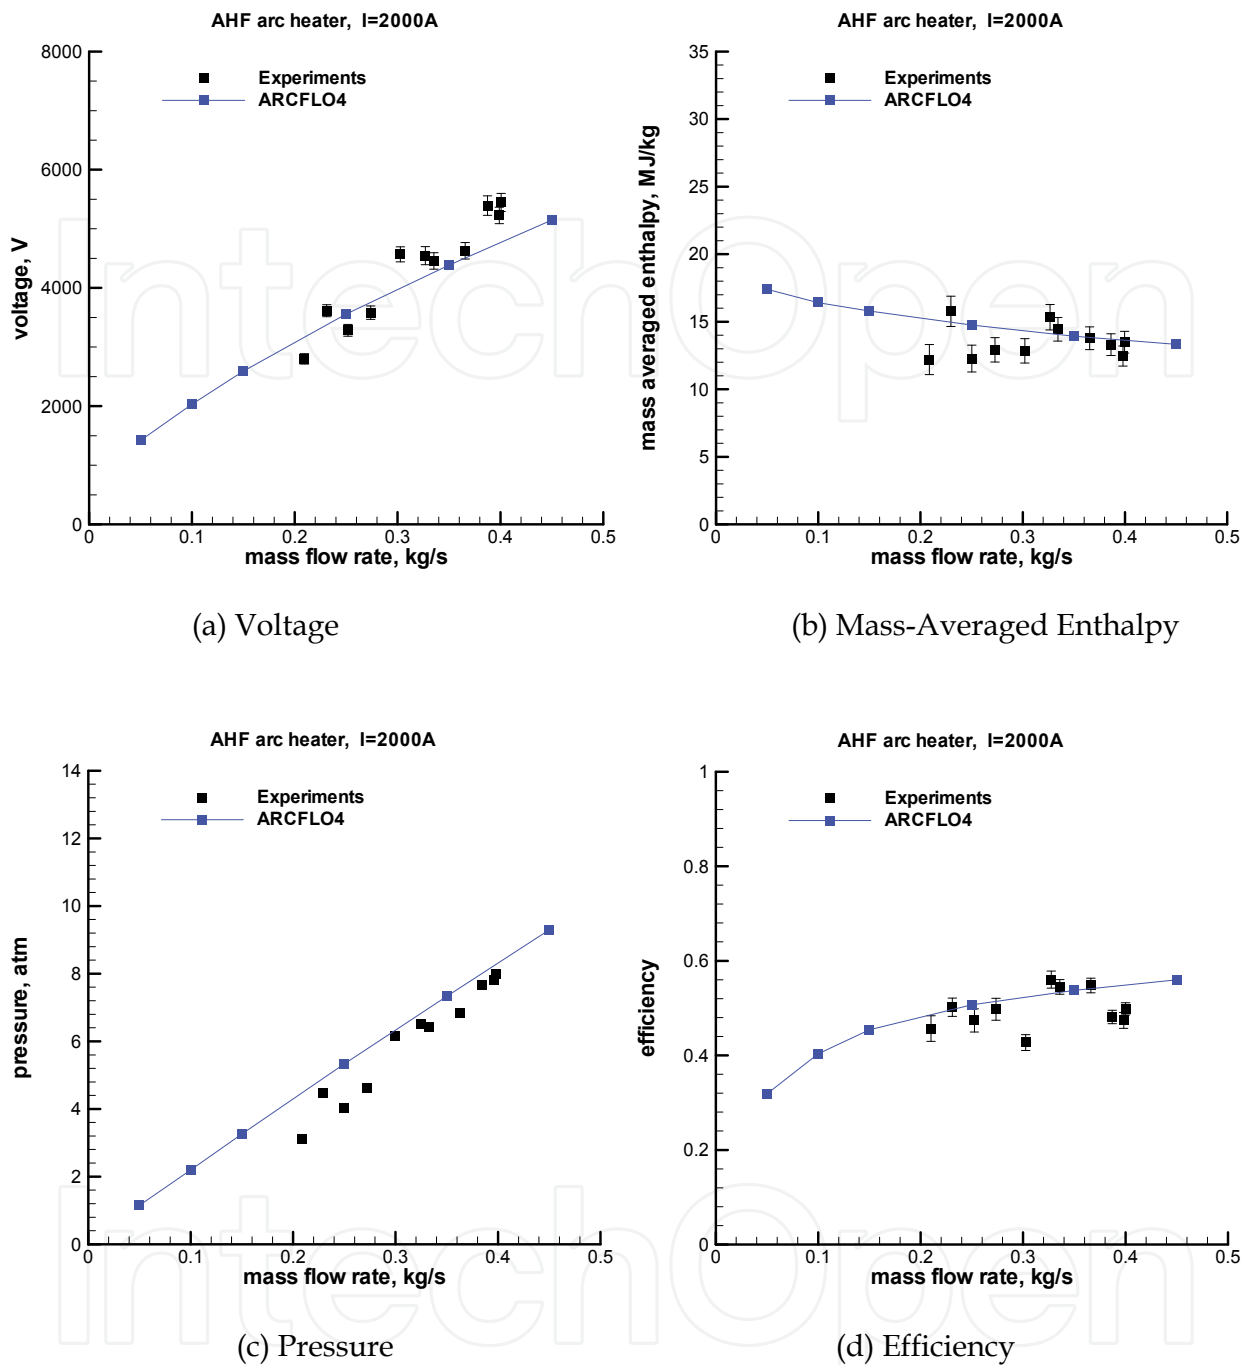 AHF arc heater, I=2000A
8000
6000
4000
2000
0
voltage, V
Experiments
ARCFLO4
0
0.1
0.2
0.3
0.4
0.5
mass flow rate, kg/s
(a) Voltage
AHF arc heater, I=2000A
35
30
25
20
15
10
5
0
mass averaged enthalpy, MJ/kg
Experiments
ARCFLO4
0
0.1
0.2
0.3
0.4
0.5
mass flow rate, kg/s
(b) Mass-Averaged Enthalpy
AHF arc heater, I=2000A
14
12
10
8
6
4
2
0
pressure, atm
Experiments
ARCFLO4
0
0.1
0.2
0.3
0.4
0.5
mass flow rate, kg/s
(c) Pressure
AHF arc heater, I=2000A
1
0.8
0.6
0.4
0.2
0
efficiency
Experiments
ARCFLO4
0
0.1
0.2
0.3
0.4
0.5
mass flow rate, kg/s
(d) Efficiency
IntechOpen
IntechOpen